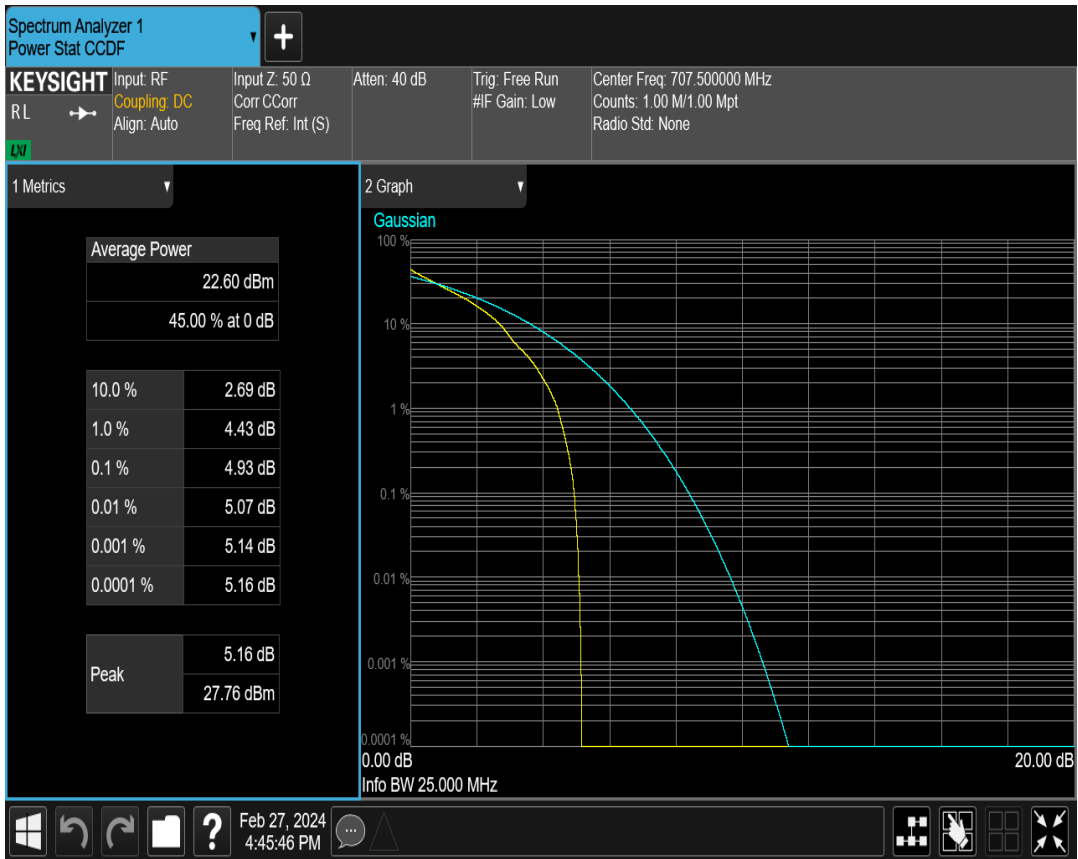 Spectrum Analyzer 1
Power Stat CCDF
KEYSIGHT
RL
LXI
Input: RF
Coupling: DC
Align: Auto
Input Z: 50 Ω
Corr CCorr
Freq Ref: Int (S)
Atten: 40 dB
Trig: Free Run
#IF Gain: Low
Center Freq: 707.500000 MHz
Counts: 1.00 M/1.00 Mpt
Radio Std: None
1 Metrics
Average Power
22.60 dBm
45.00 % at 0 dB
10.0 % 2.69 dB
1.0 % 4.43 dB
0.1 % 4.93 dB
0.01 % 5.07 dB
0.001 % 5.14 dB
0.0001 % 5.16 dB
Peak
5.16 dB
27.76 dBm
2 Graph
Gaussian
100 %
10 %
1 %
0.1 %
0.01 %
0.001 %
0.0001 %
0.00 dB 20.00 dB
Info BW 25.000 MHz
?
Feb 27, 2024
4:45:46 PM